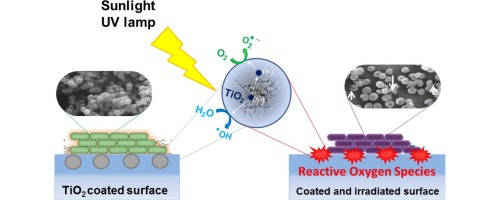 Sunlight
UV lamp
O₂
O₂•⁻
TiO₂
H₂O
•OH
Reactive Oxygen Species
TiO₂ coated surface
Coated and irradiated surface